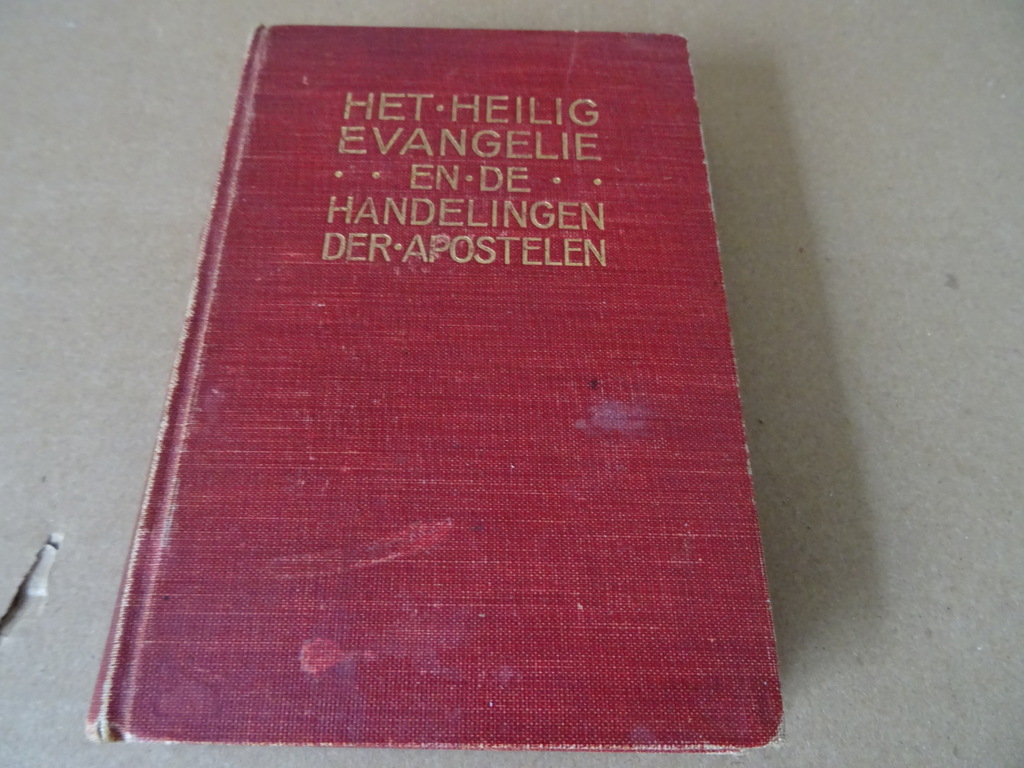 HET·HEILIG
EVANGELIE
· · EN·DE · ·
HANDELINGEN
DER·APOSTELEN